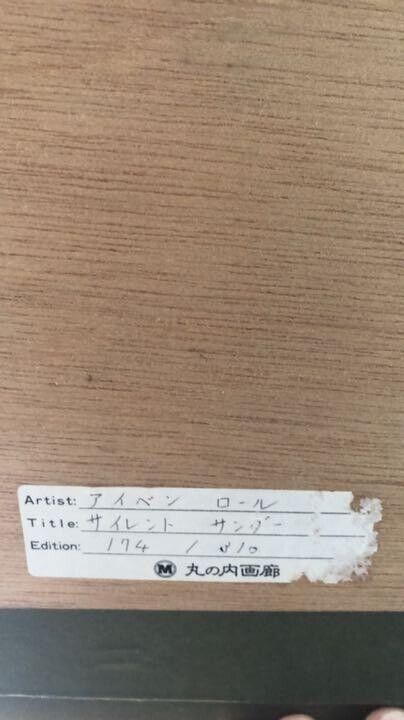 Artist: アイベン ロール
Title: サイレント サンダー
Edition: 174 / 310
M 丸の内画廊